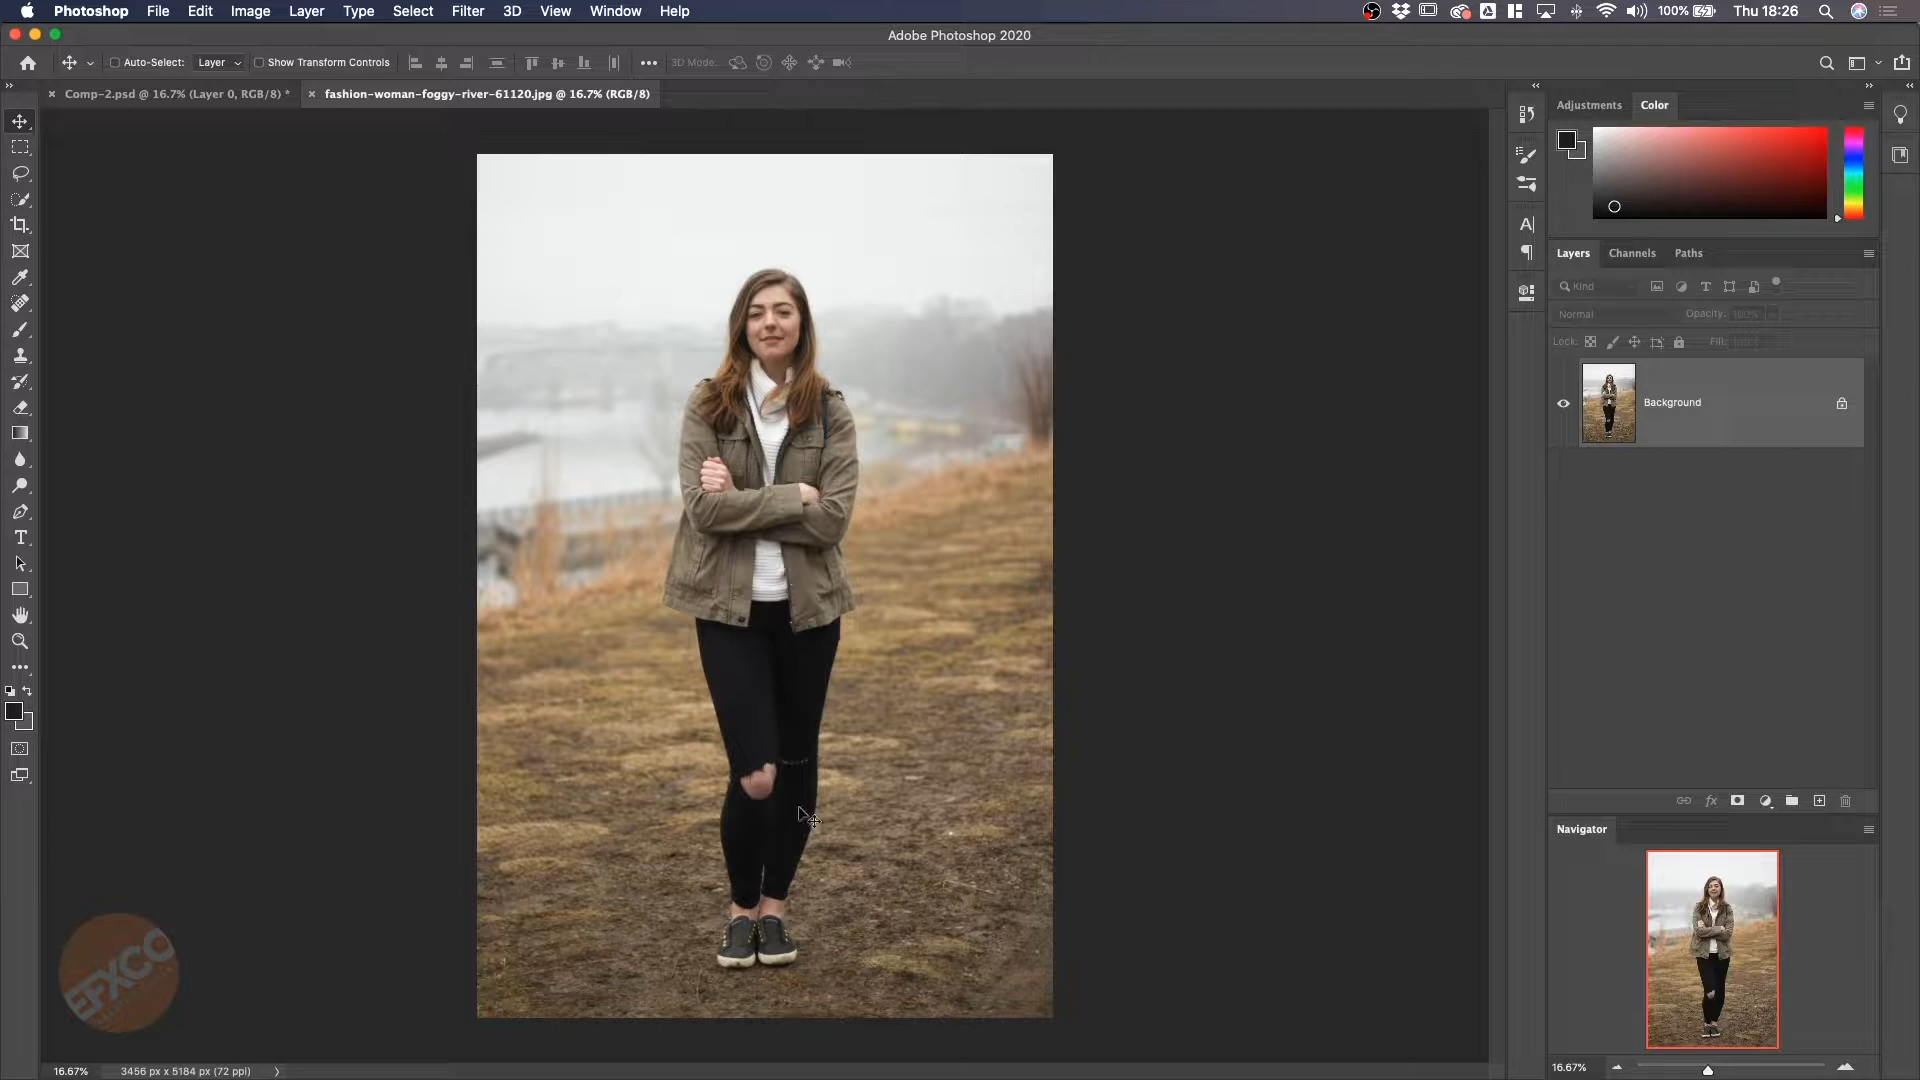 Photoshop File Edit Image Layer Type Select Filter 3D View Window Help 100% Thu 18:26
Adobe Photoshop 2020
Auto-Select: Layer Show Transform Controls 3D Mode:
Comp-2.psd @ 16.7% (Layer 0, RGB/8) * fashion-woman-foggy-river-61120.jpg @ 16.7% (RGB/8)
Adjustments Color
Layers Channels Paths
Kind
Normal Opacity: 100%
Lock: Fill:
Background
Navigator
EFXCO
16.67% 3456 px x 5184 px (72 ppi)
16.67%